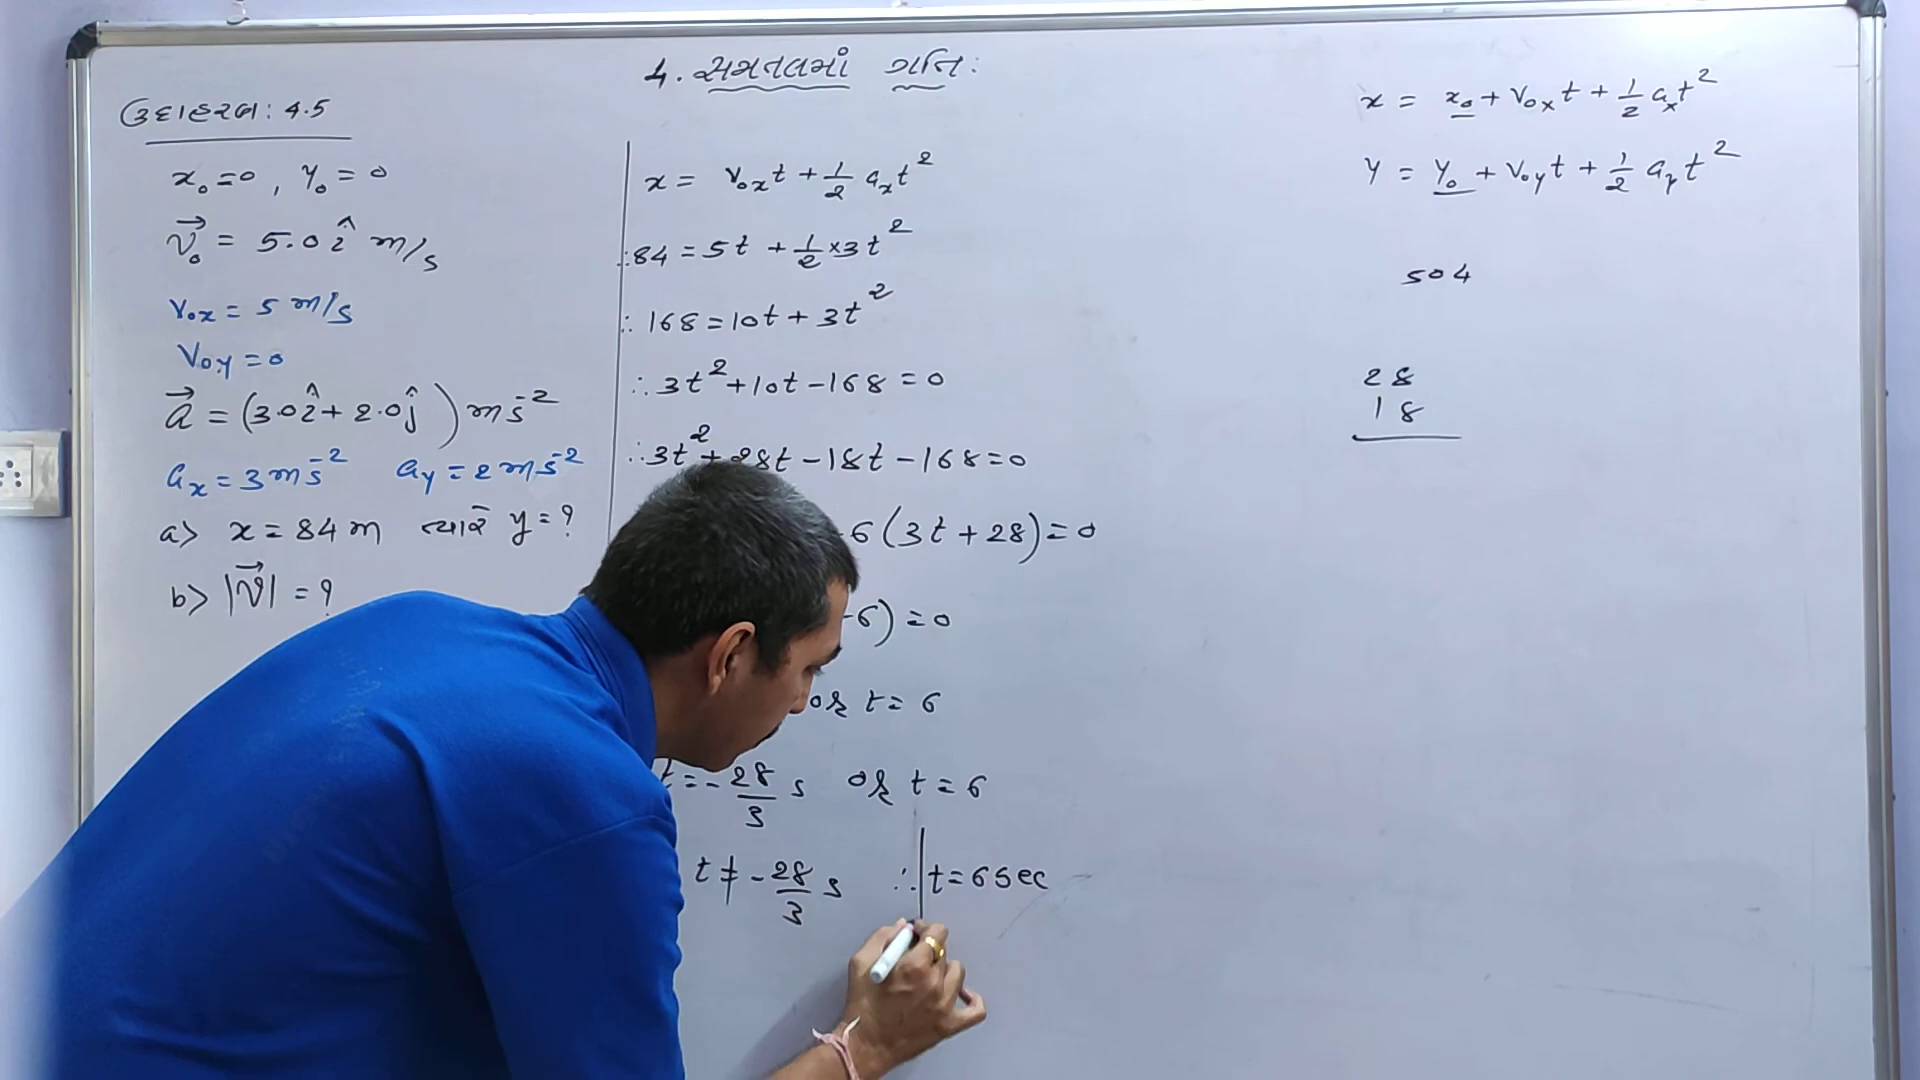 4. સમતલમાં ગતિ:
ઉદાહરણ: 4.5
x₀=0, y₀=0
v⃗₀ = 5.0 î m/s
v₀ₓ = 5 m/s
v₀y = 0
a⃗ = (3.0î + 2.0ĵ) ms⁻²
aₓ = 3 ms⁻² ay = 2 ms⁻²
a> x = 84 m ત્યારે y = ?
b> |v⃗| = ?
x = v₀ₓt + 1/2 aₓt²
∴ 84 = 5t + 1/2 × 3t²
∴ 168 = 10t + 3t²
∴ 3t² + 10t - 168 = 0
∴ 3t² + 28t - 18t - 168 = 0
6(3t + 28) = 0
-6) = 0
or t = 6
t = -28/3 s or t = 6
t ≠ -28/3 s ∴ t = 6 sec
x = x₀ + v₀ₓt + 1/2 aₓt²
y = y₀ + v₀yt + 1/2 ayt²
504
28
18